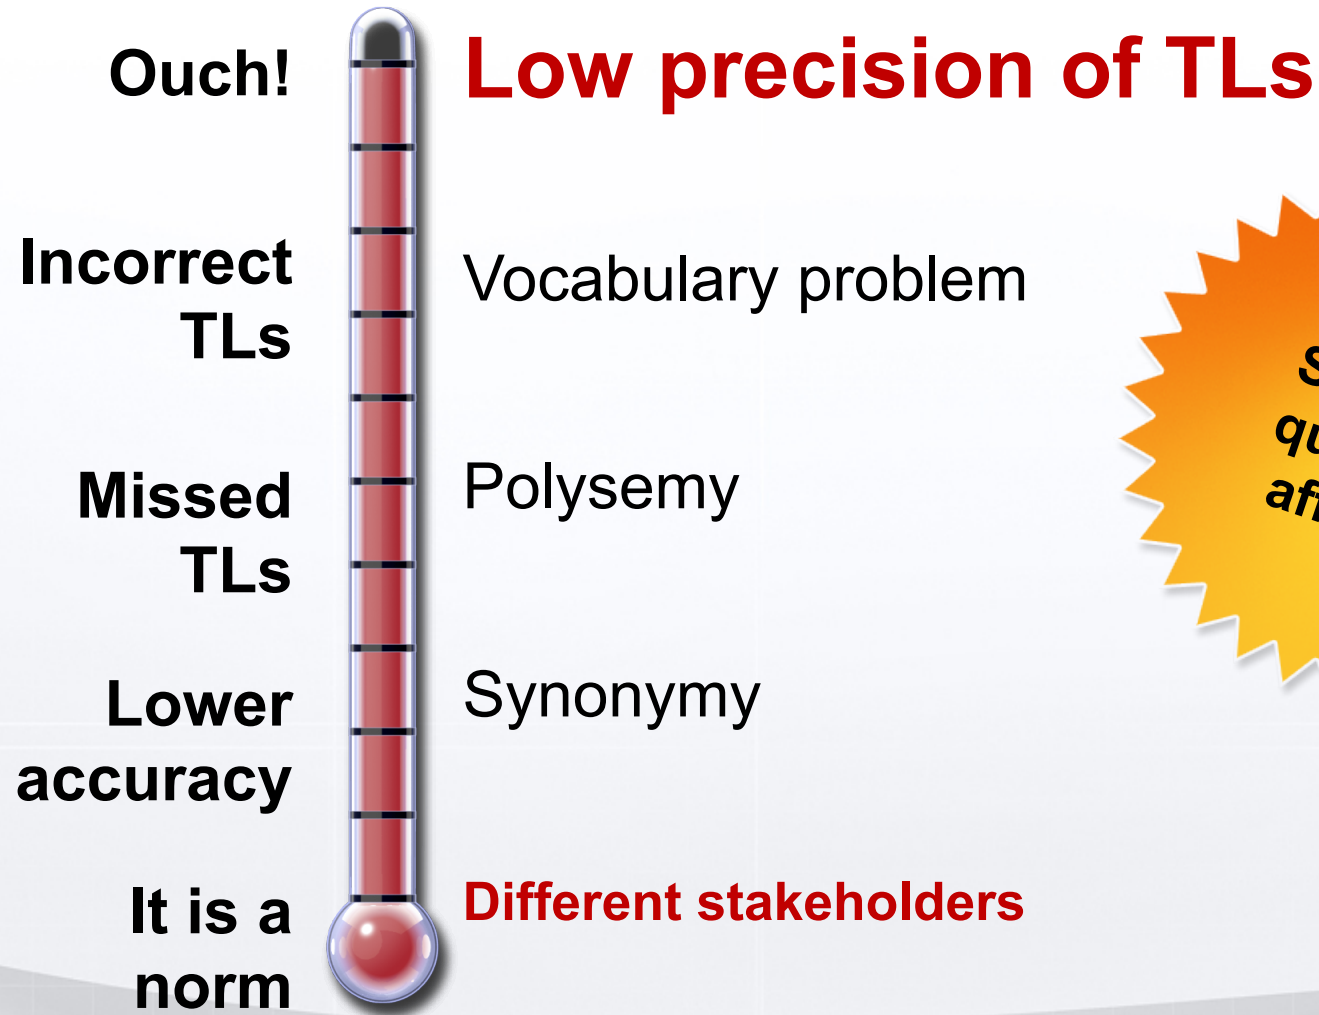 Ouch!
Low precision of TLs
Incorrect
TLs
Vocabulary problem
Missed
TLs
Polysemy
Lower
accuracy
Synonymy
It is a
norm
Different stakeholders